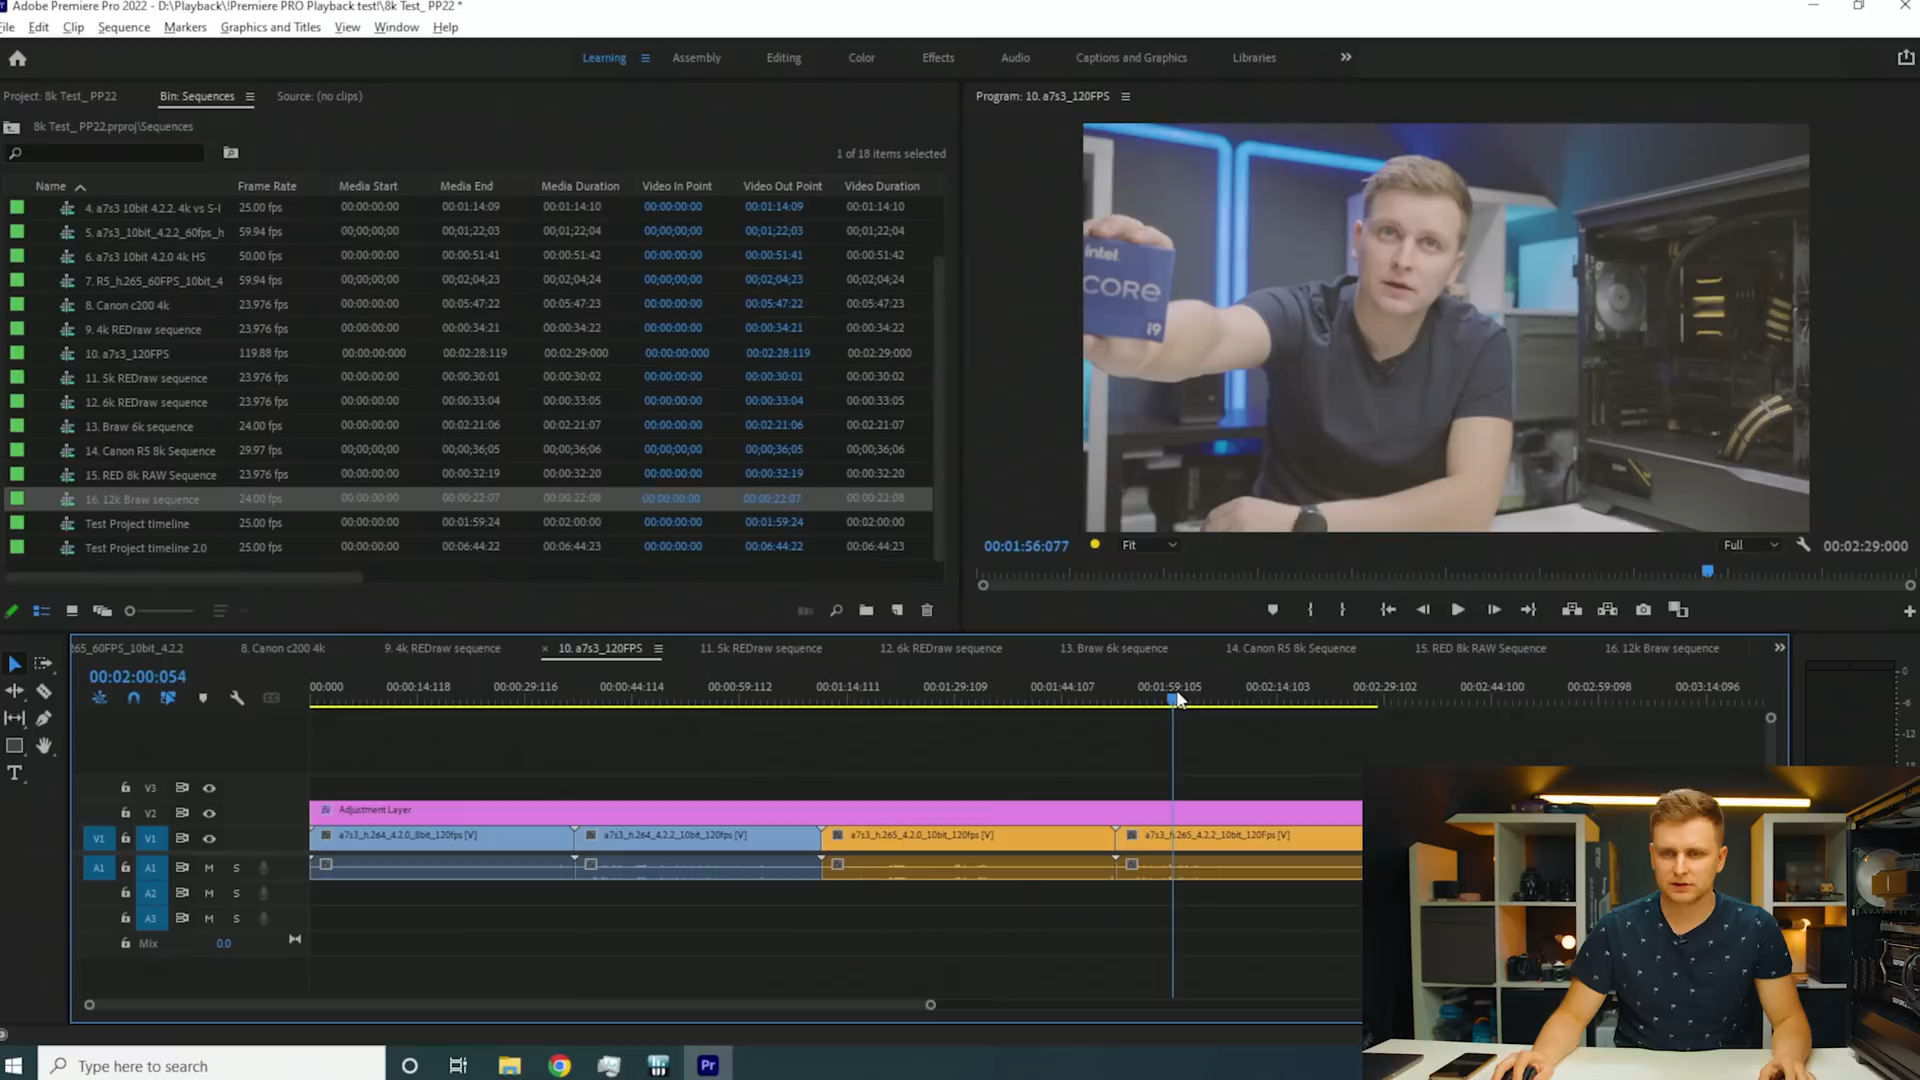 Adobe Premiere Pro 2022 - D:\Playback\!Premiere PRO Playback test!\8k Test_ PP22 *
File Edit Clip Sequence Markers Graphics and Titles View Window Help
Learning Assembly Editing Color Effects Audio Captions and Graphics Libraries
Project: 8k Test_ PP22 Bin: Sequences Source: (no clips)
Program: 10. a7s3_120FPS
8k Test_ PP22.prproj\Sequences
1 of 18 items selected
Name Frame Rate Media Start Media End Media Duration Video In Point Video Out Point Video Duration
4. a7s3 10bit 4.2.2. 4k vs S-I 25.00 fps 00:00:00:00 00:01:14:09 00:01:14:10 00:00:00:00 00:01:14:09 00:01:14:10
5. a7s3_10bit_4.2.2_60fps_h 59.94 fps 00;00;00;00 00;01;22;03 00;01;22;04 00;00;00;00 00;01;22;03 00;01;22;04
6. a7s3 10bit 4.2.0 4k HS 50.00 fps 00:00:00:00 00:00:51:41 00:00:51:42 00:00:00:00 00:00:51:41 00:00:51:42
7. R5_h.265_60FPS_10bit_4 59.94 fps 00;00;00;00 00;02;04;23 00;02;04;24 00;00;00;00 00;02;04;23 00;02;04;24
8. Canon c200 4k 23.976 fps 00:00:00:00 00:05:47:22 00:05:47:23 00:00:00:00 00:05:47:22 00:05:47:23
9. 4k REDraw sequence 23.976 fps 00:00:00:00 00:00:34:21 00:00:34:22 00:00:00:00 00:00:34:21 00:00:34:22
10. a7s3_120FPS 119.88 fps 00:00:00:000 00:02:28:119 00:02:29:000 00:00:00:000 00:02:28:119 00:02:29:000
11. 5k REDraw sequence 23.976 fps 00:00:00:00 00:00:30:01 00:00:30:02 00:00:00:00 00:00:30:01 00:00:30:02
12. 6k REDraw sequence 23.976 fps 00:00:00:00 00:00:33:04 00:00:33:05 00:00:00:00 00:00:33:04 00:00:33:05
13. Braw 6k sequence 24.00 fps 00:00:00:00 00:02:21:06 00:02:21:07 00:00:00:00 00:02:21:06 00:02:21:07
14. Canon R5 8k Sequence 29.97 fps 00;00;00;00 00;00;36;05 00;00;36;06 00;00;00;00 00;00;36;05 00;00;36;06
15. RED 8k RAW Sequence 23.976 fps 00:00:00:00 00:00:32:19 00:00:32:20 00:00:00:00 00:00:32:19 00:00:32:20
16. 12k Braw sequence 24.00 fps 00:00:00:00 00:00:22:07 00:00:22:08 00:00:00:00 00:00:22:07 00:00:22:08
Test Project timeline 25.00 fps 00:00:00:00 00:01:59:24 00:02:00:00 00:00:00:00 00:01:59:24 00:02:00:00
Test Project timeline 2.0 25.00 fps 00:00:00:00 00:06:44:22 00:06:44:23 00:00:00:00 00:06:44:22 00:06:44:23
intel.
CORE
i9
00:01:56:077 Fit Full 00:02:29:000
65_60FPS_10bit_4.2.2 8. Canon c200 4k 9. 4k REDraw sequence × 10. a7s3_120FPS 11. 5k REDraw sequence 12. 6k REDraw sequence 13. Braw 6k sequence 14. Canon R5 8k Sequence 15. RED 8k RAW Sequence 16. 12k Braw sequence
00:02:00:054
00:000 00:00:14:118 00:00:29:116 00:00:44:114 00:00:59:112 00:01:14:111 00:01:29:109 00:01:44:107 00:01:59:105 00:02:14:103 00:02:29:102 00:02:44:100 00:02:59:098 00:03:14:096
0
-6
-12
V3
V2 Adjustment Layer
V1 V1 a7s3_h.264_4.2.0_8bit_120fps [V] a7s3_h.264_4.2.2_10bit_120fps [V] a7s3_h.265_4.2.0_10bit_120fps [V] a7s3_h.265_4.2.2_10bit_120Fps [V]
A1 A1 M S
A2 M S
A3 M S
Mix 0.0
Type here to search
Pr